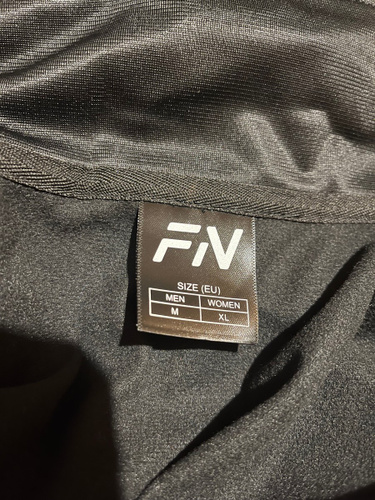 FN
SIZE (EU)
MEN WOMEN
M XL